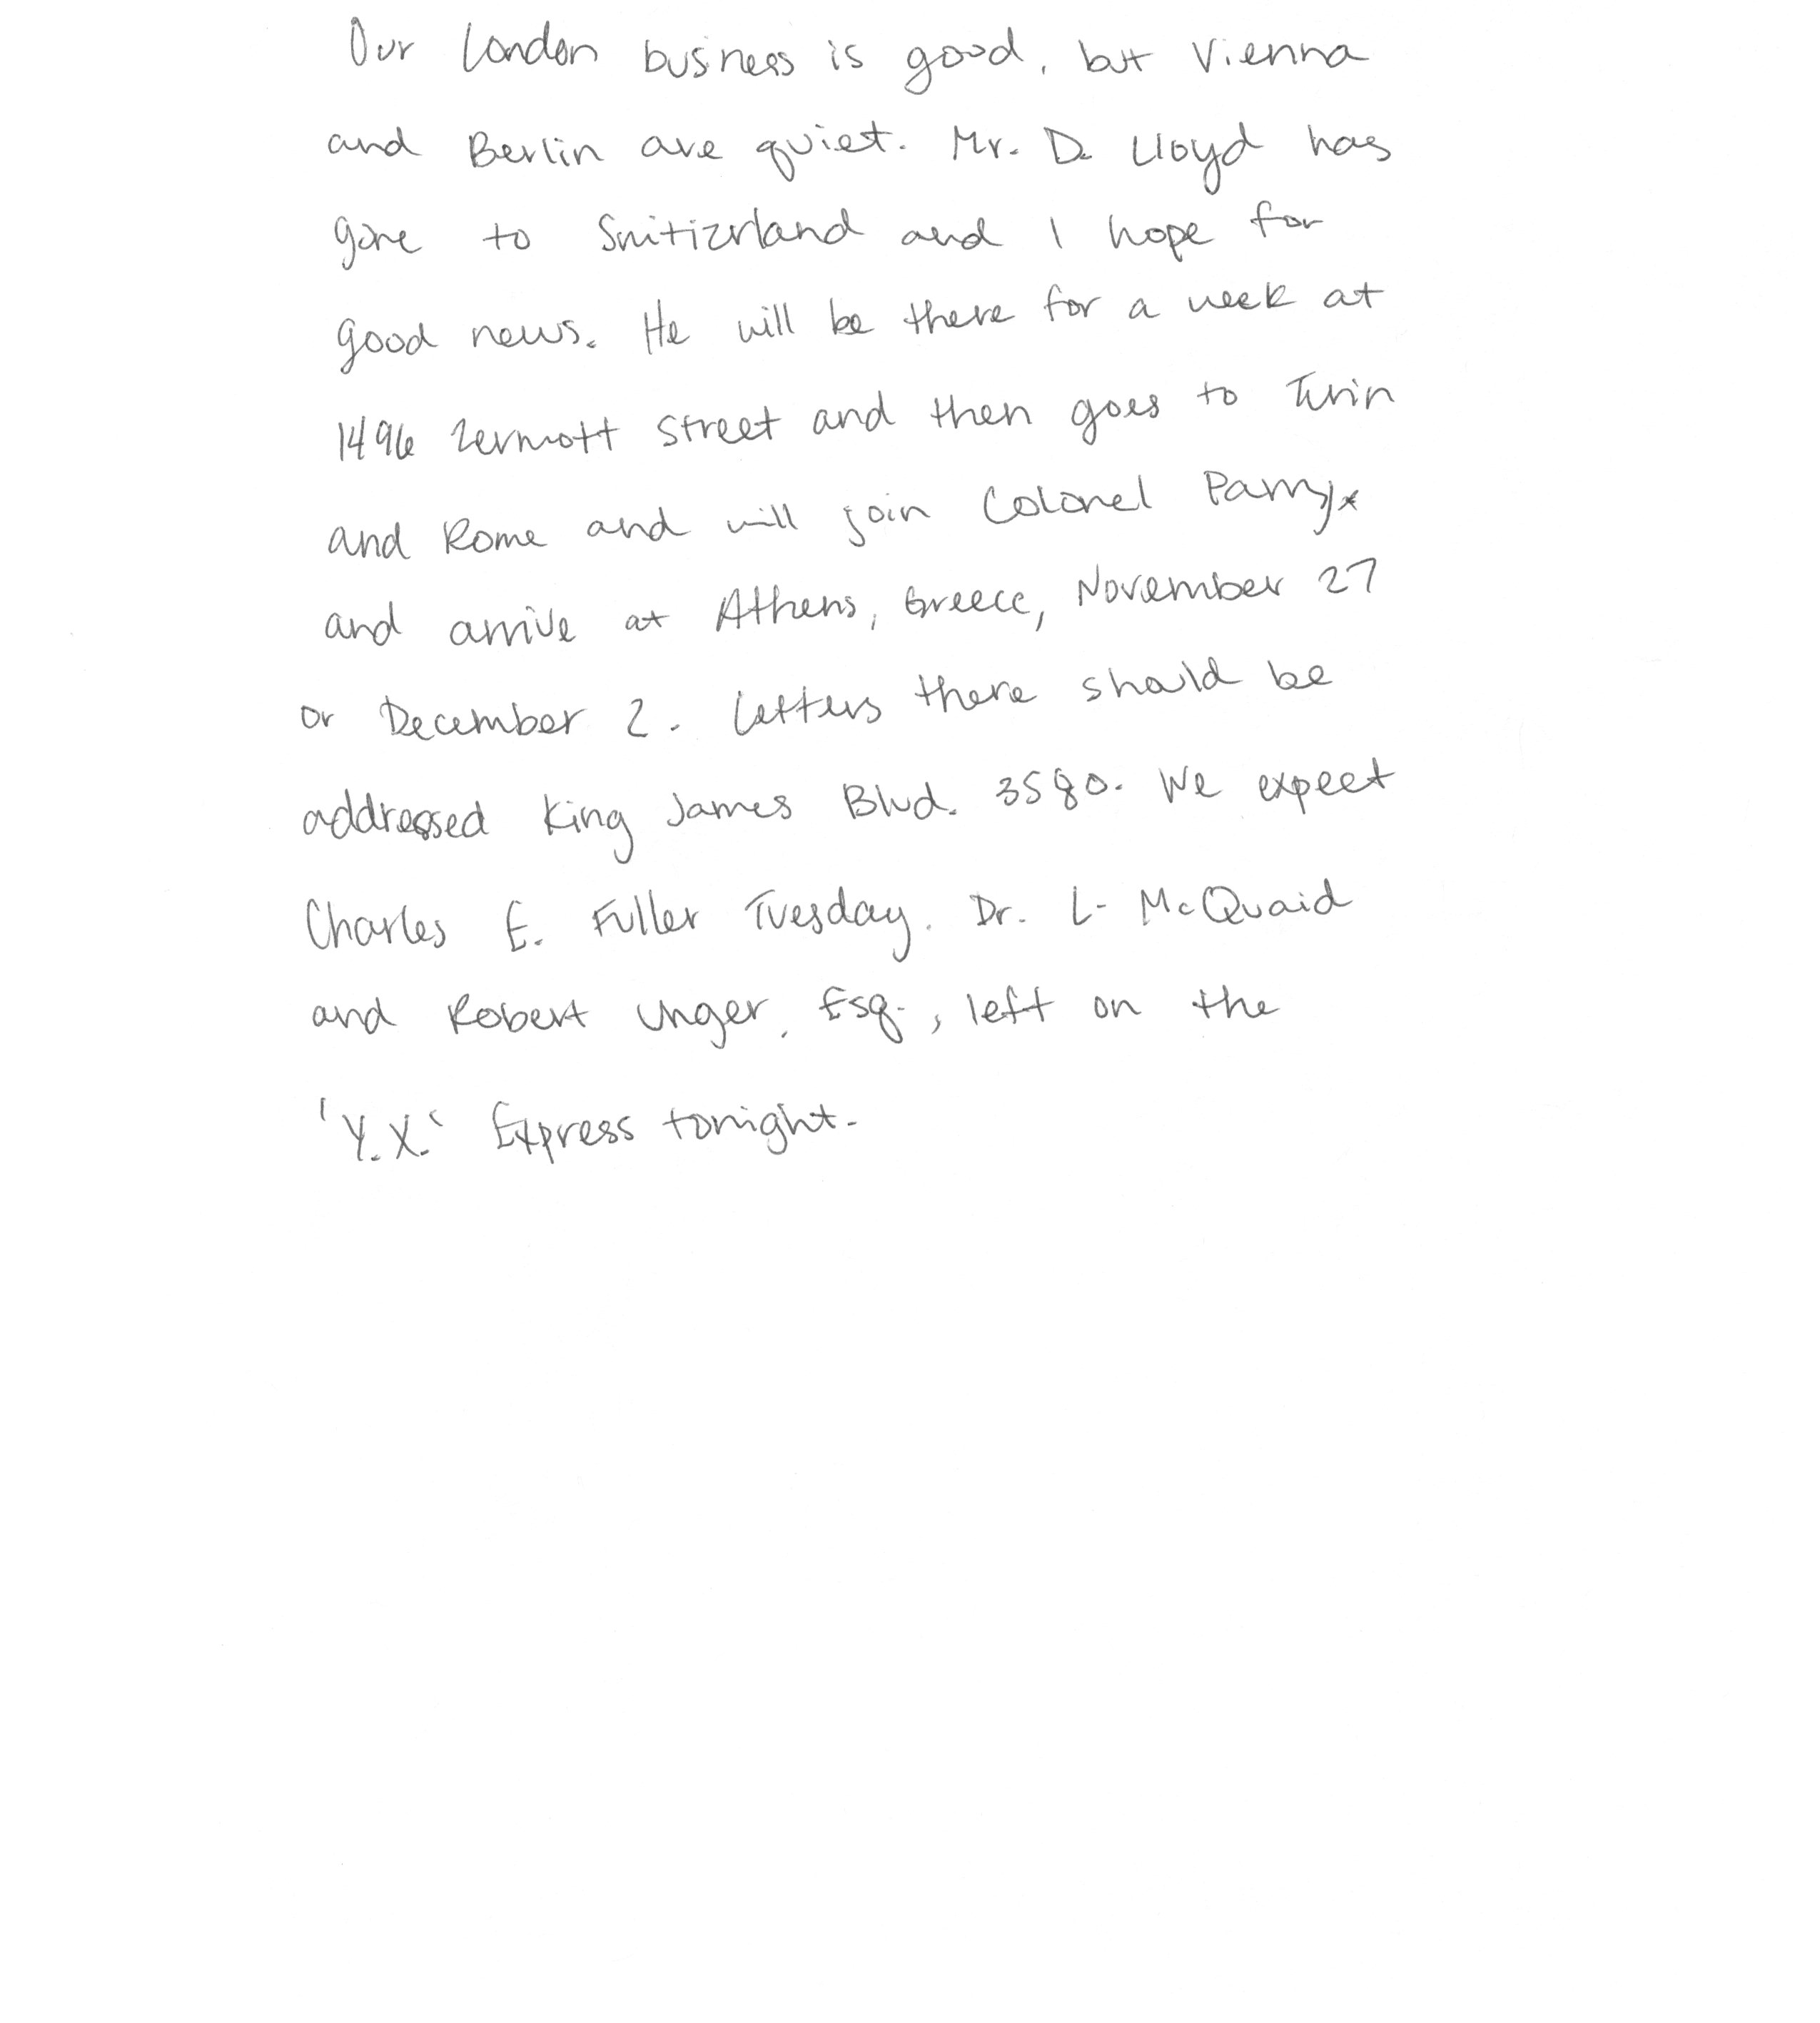 Our London business is good, but Vienna
and Berlin are quiet. Mr. D. Lloyd has
gone to Switizerland and I hope for
good news. He will be there for a week at
1496 Zermott Street and then goes to Turin
and Rome and will join Colonel Parry
and arrive at Athens, Greece, November 27
or December 2. Letters there should be
addressed King James Blvd. 3580. We expect
Charles E. Fuller Tuesday. Dr. L. McQuaid
and Robert Unger, Esq., left on the
'Y.X.' Express tonight.